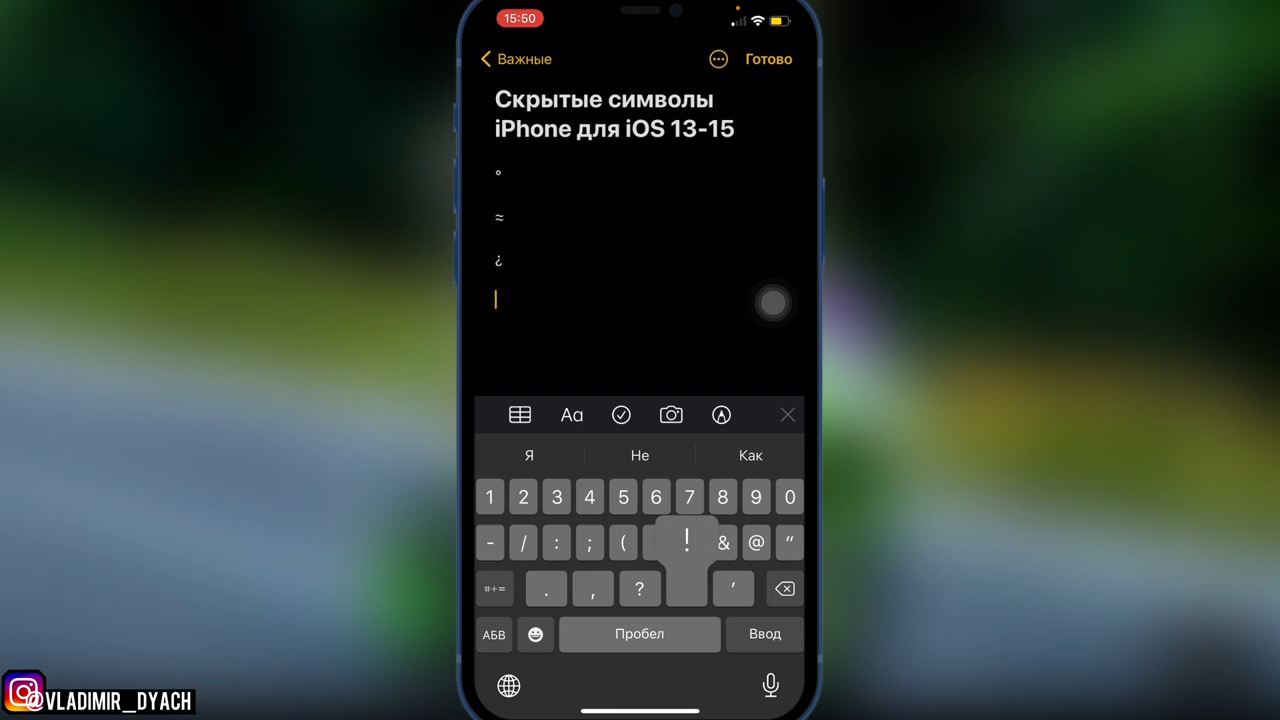 15:50
Важные
Готово
Скрытые символы
iPhone для iOS 13-15
°
≈
¿
Aa
Я Не Как
1 2 3 4 5 6 7 8 9 0
- / : ; ( ! & @ "
#+= . , ? '
АБВ Пробел Ввод
@VLADIMIR_DYACH